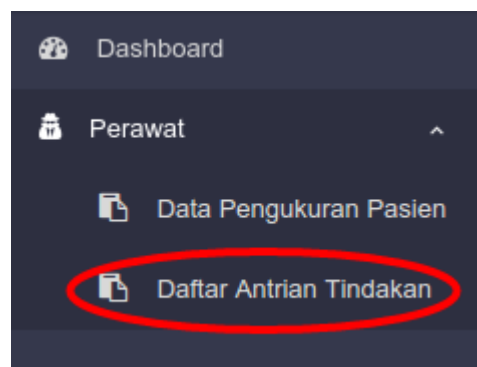 Dashboard
Perawat
Data Pengukuran Pasien
Daftar Antrian Tindakan